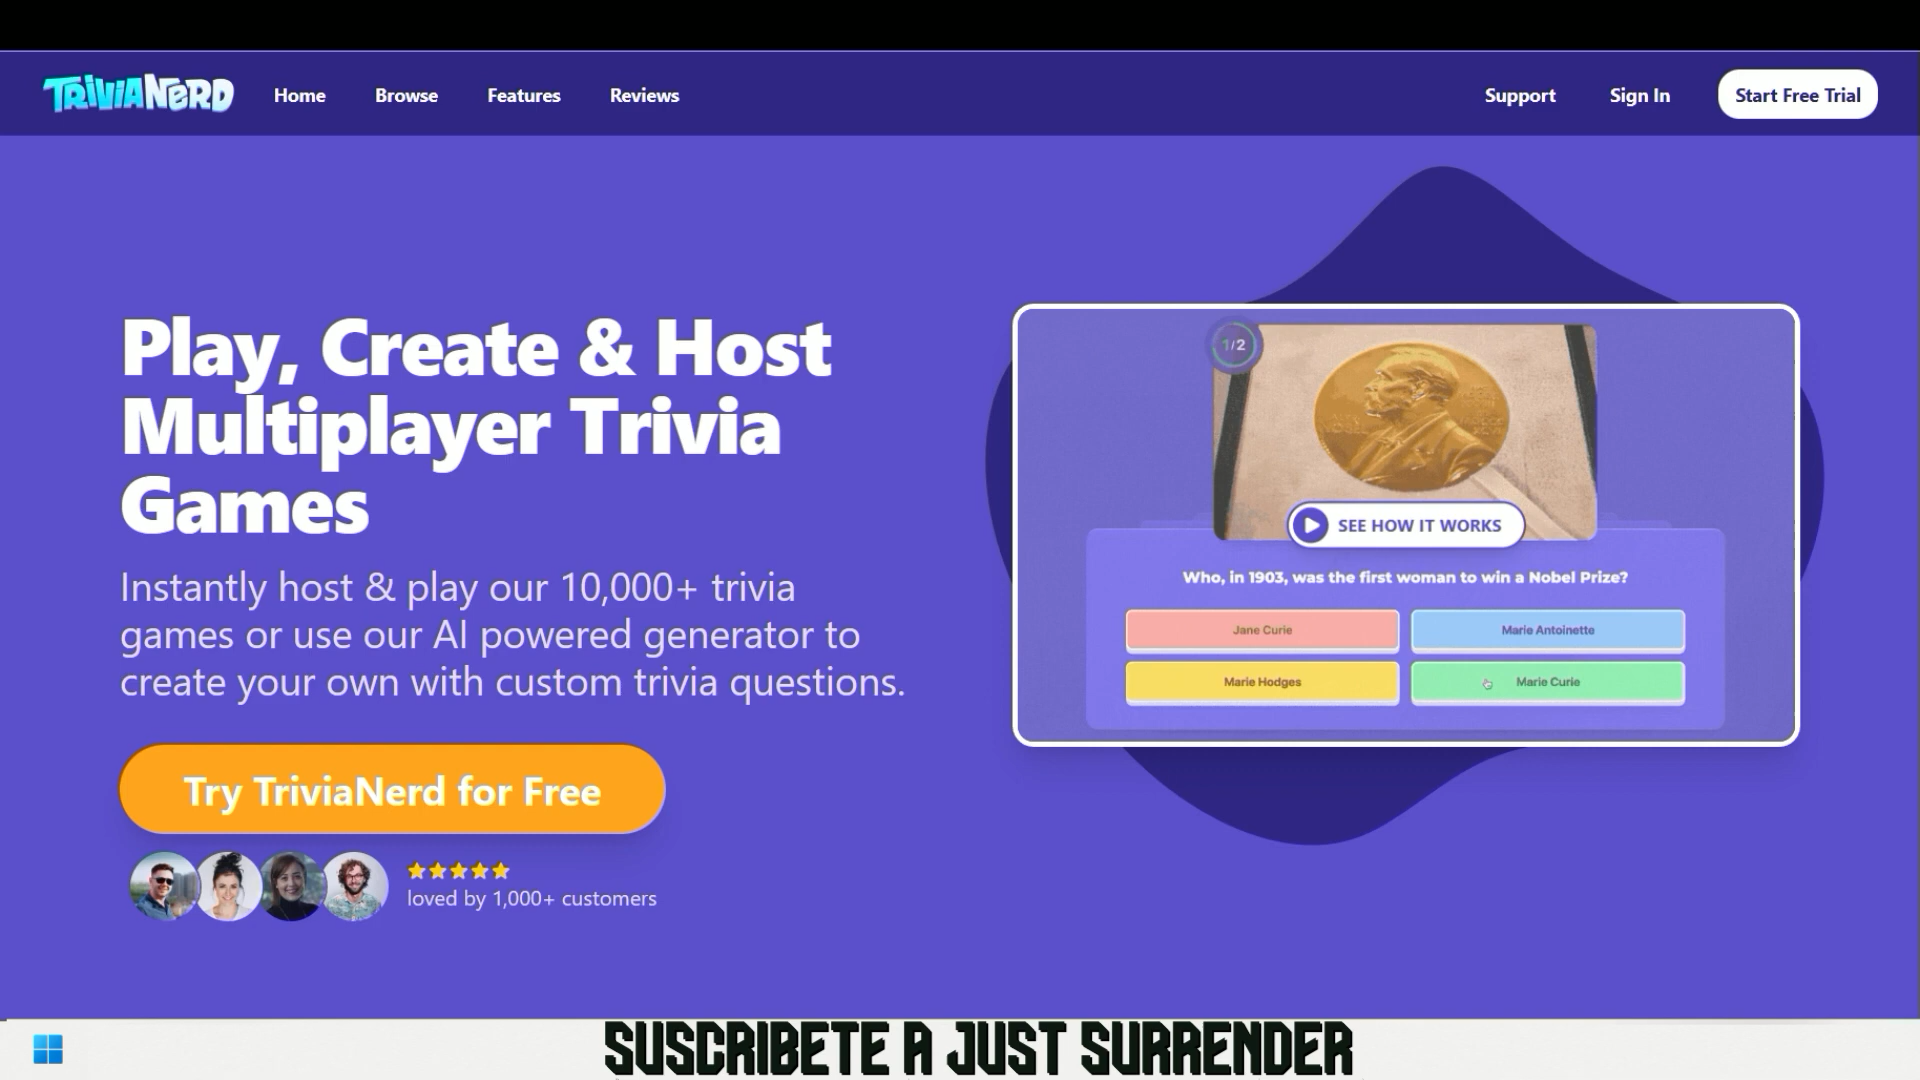 TRIVIANERD
Home
Browse
Features
Reviews
Support
Sign In
Start Free Trial
Play, Create & Host
Multiplayer Trivia
Games
Instantly host & play our 10,000+ trivia
games or use our AI powered generator to
create your own with custom trivia questions.
Try TriviaNerd for Free
loved by 1,000+ customers
1/2
SEE HOW IT WORKS
Who, in 1903, was the first woman to win a Nobel Prize?
Jane Curie
Marie Antoinette
Marie Hodges
Marie Curie
SUSCRIBETE A JUST SURRENDER